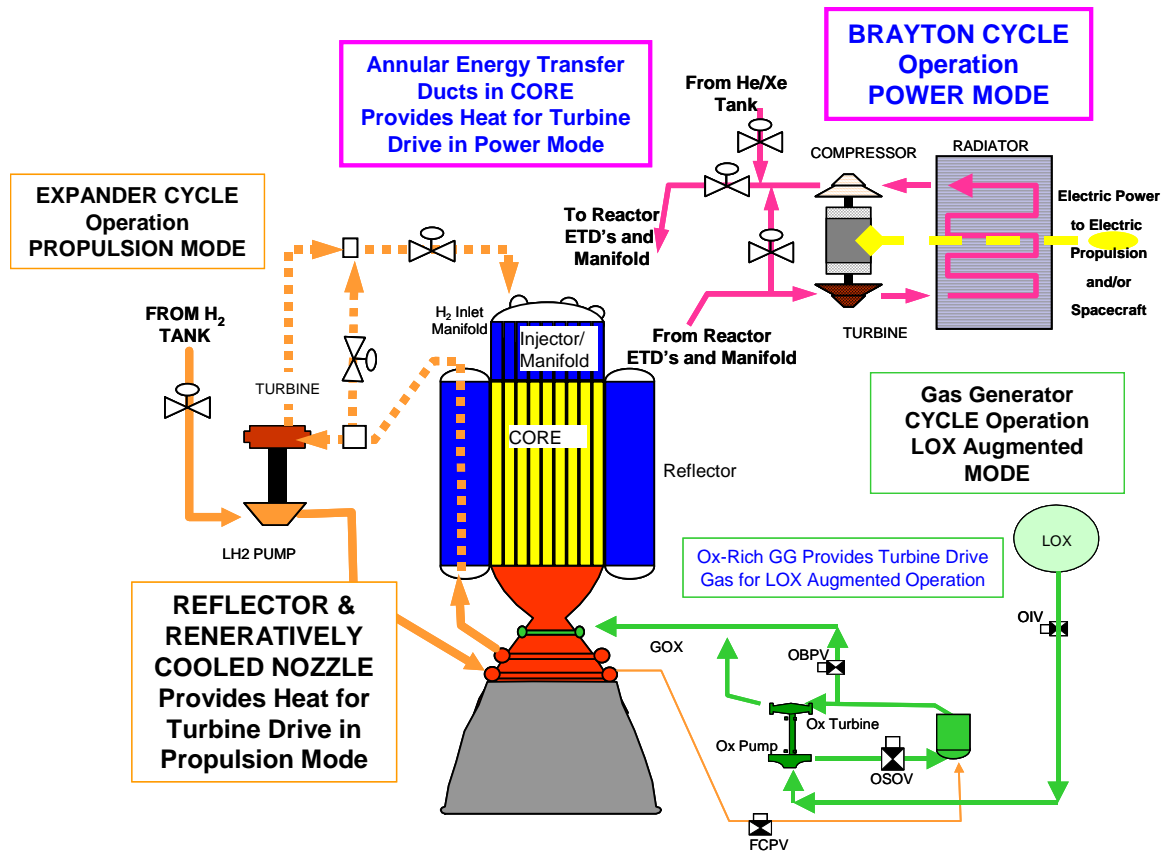 Annular Energy Transfer
Ducts in CORE
Provides Heat for Turbine
Drive in Power Mode
BRAYTON CYCLE
Operation
POWER MODE
From He/Xe
Tank
COMPRESSOR
RADIATOR
EXPANDER CYCLE
Operation
PROPULSION MODE
To Reactor
ETD's and
Manifold
Electric Power
to Electric
Propulsion
and/or
Spacecraft
FROM H2
TANK
H2 Inlet
Manifold
Injector/
Manifold
From Reactor
ETD's and Manifold
TURBINE
TURBINE
CORE
Reflector
Gas Generator
CYCLE Operation
LOX Augmented
MODE
LH2 PUMP
Ox-Rich GG Provides Turbine Drive
Gas for LOX Augmented Operation
LOX
OIV
REFLECTOR &
RENERATIVELY
COOLED NOZZLE
Provides Heat for
Turbine Drive in
Propulsion Mode
GOX
OBPV
Ox Turbine
Ox Pump
OSOV
FCPV